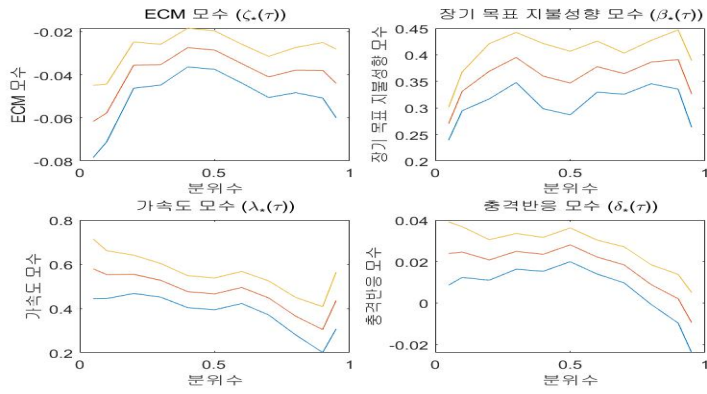 ECM 모수 (ζ*(τ))
ECM 모수
-0.02
-0.04
-0.06
-0.08
0
0.5
1
분위수
장기 목표 지불성향 모수 (β*(τ))
장기 목표 지불성향 모수
0.45
0.4
0.35
0.3
0.25
0.2
0
0.5
1
분위수
가속도 모수 (λ*(τ))
가속도 모수
0.8
0.6
0.4
0.2
0
0.5
1
분위수
충격반응 모수 (δ*(τ))
충격반응 모수
0.04
0.02
0
-0.02
0
0.5
1
분위수